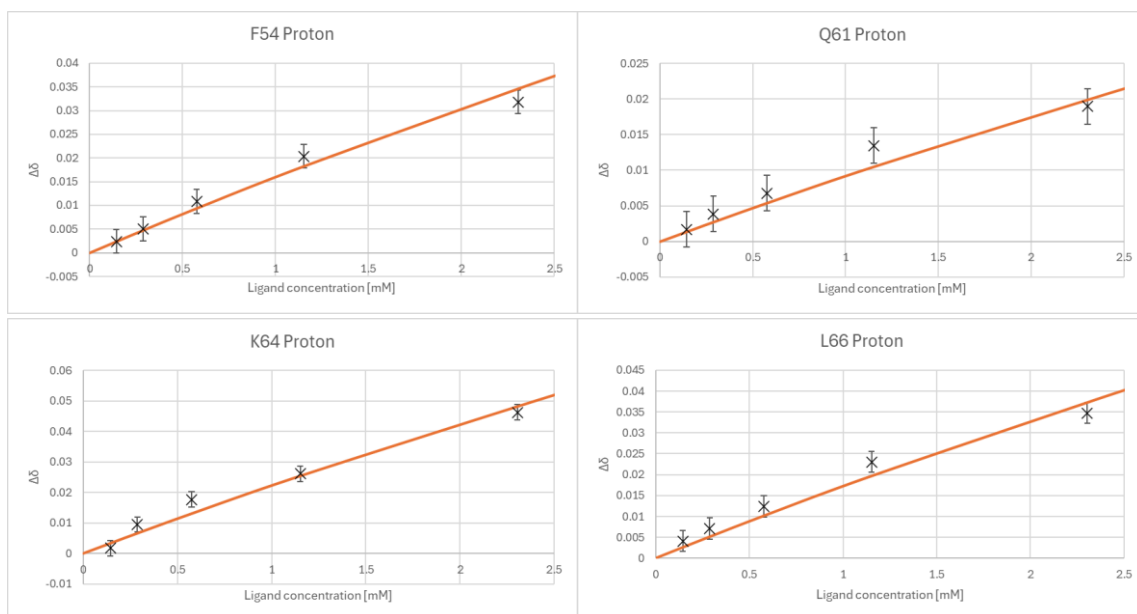 F54 Proton
0.04
0.035
0.03
0.025
0.02
0.015
0.01
0.005
0
-0.005
0 0.5 1 1.5 2 2.5
Δδ
Ligand concentration [mM]
Q61 Proton
0.025
0.02
0.015
0.01
0.005
0
-0.005
0 0.5 1 1.5 2 2.5
Δδ
Ligand concentration [mM]
K64 Proton
0.06
0.05
0.04
0.03
0.02
0.01
0
-0.01
0 0.5 1 1.5 2 2.5
Δδ
Ligand concentration [mM]
L66 Proton
0.045
0.04
0.035
0.03
0.025
0.02
0.015
0.01
0.005
0
0 0.5 1 1.5 2 2.5
Δδ
Ligand concentration [mM]